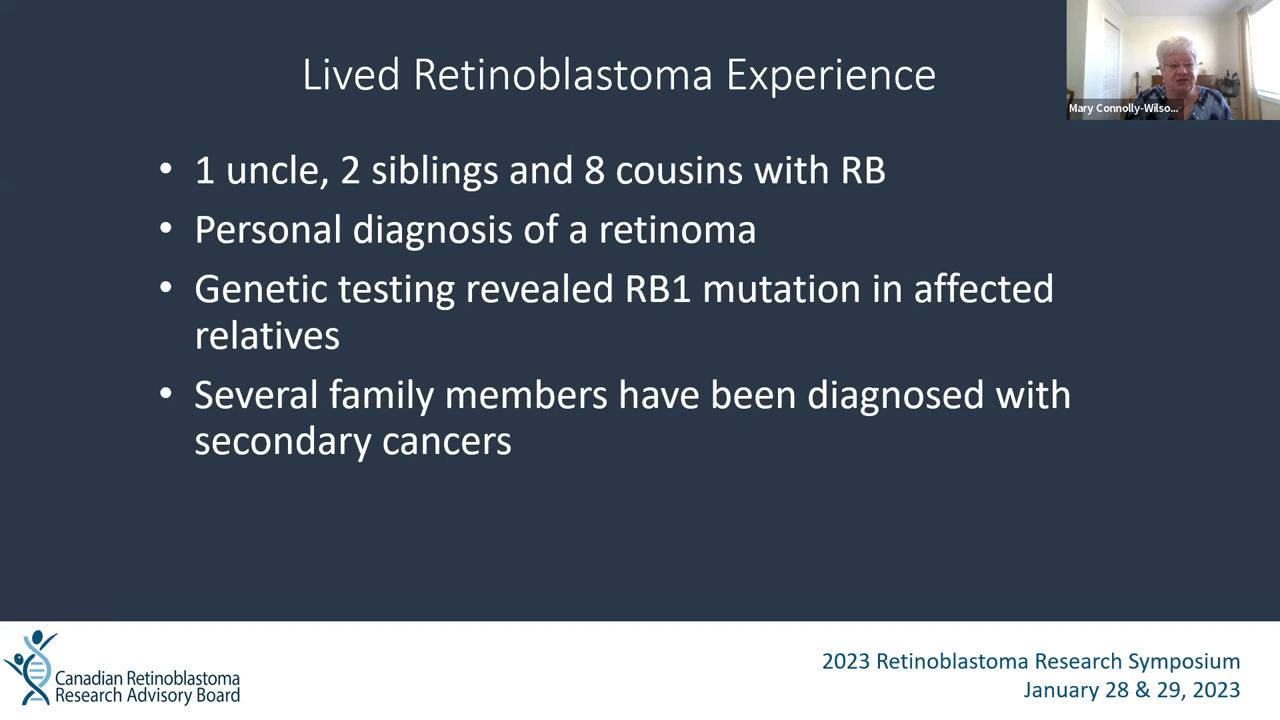 Lived Retinoblastoma Experience
Mary Connolly-Wilso...
• 1 uncle, 2 siblings and 8 cousins with RB
• Personal diagnosis of a retinoma
• Genetic testing revealed RB1 mutation in affected
relatives
• Several family members have been diagnosed with
secondary cancers
Canadian Retinoblastoma
Research Advisory Board
2023 Retinoblastoma Research Symposium
January 28 & 29, 2023